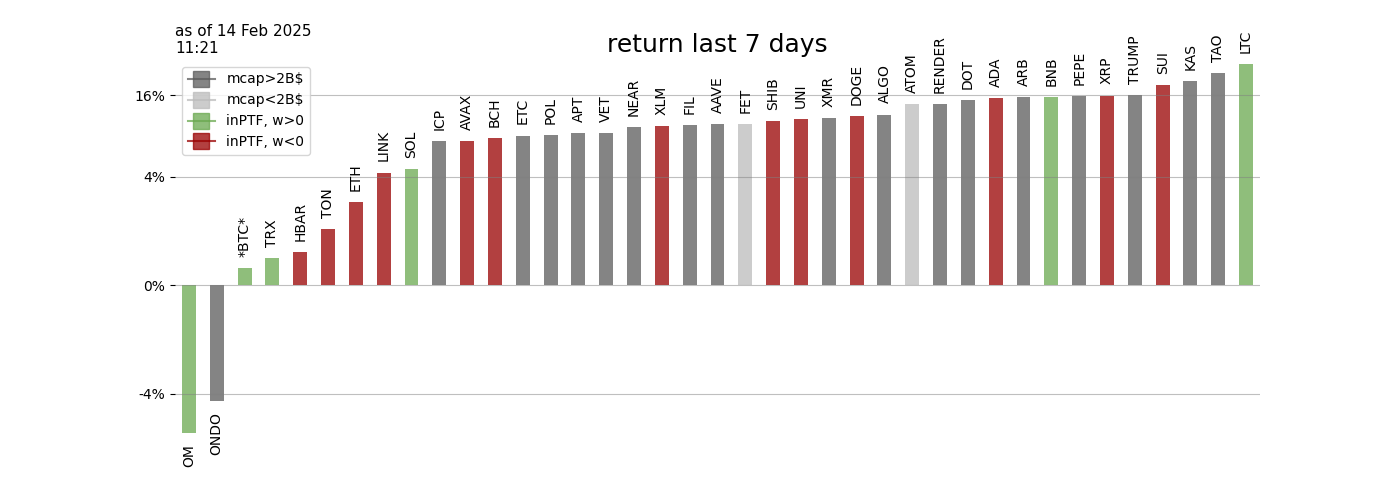 as of 14 Feb 2025
11:21
return last 7 days
mcap>2B$
mcap<2B$
inPTF, w>0
inPTF, w<0
16%
4%
0%
-4%
OM
ONDO
*BTC*
TRX
HBAR
TON
ETH
LINK
SOL
ICP
AVAX
BCH
ETC
POL
APT
VET
NEAR
XLM
FIL
AAVE
FET
SHIB
UNI
XMR
DOGE
ALGO
ATOM
RENDER
DOT
ADA
ARB
BNB
PEPE
XRP
TRUMP
SUI
KAS
TAO
LTC